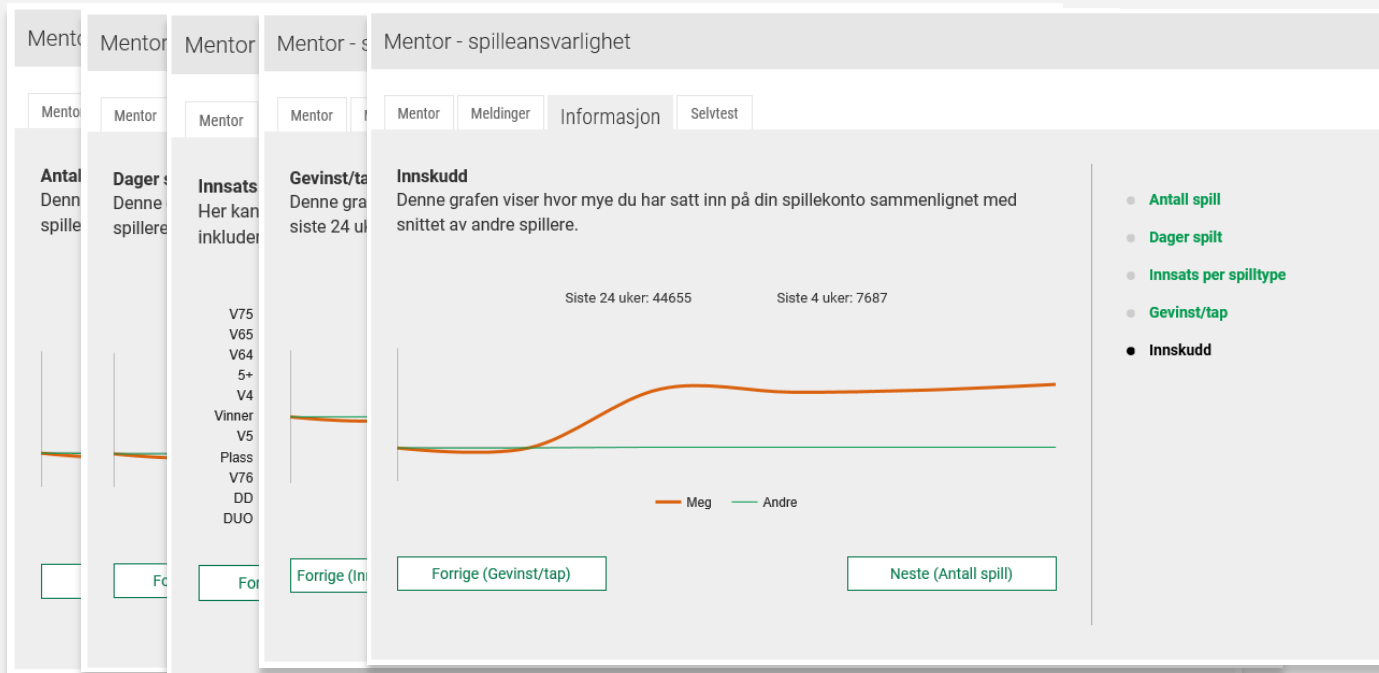 Mentor
Mentor
Mentor
Mentor -
Mentor - spilleansvarlighet
Mentor
Mentor
Mentor
Mentor
Mentor
Meldinger
Informasjon
Selvtest
Antal
Denn
spille
Dager
Denne
spillere
Innsats
Her kan
inkluder
V75
V65
V64
5+
V4
Vinner
V5
Plass
V76
DD
DUO
For
Fo
Gevinst/ta
Denne gra
siste 24 uk
Forrige (Inn
Innskudd
Denne grafen viser hvor mye du har satt inn på din spillekonto sammenlignet med
snittet av andre spillere.
Siste 24 uker: 44655
Siste 4 uker: 7687
Meg
Andre
Forrige (Gevinst/tap)
Neste (Antall spill)
Antall spill
Dager spilt
Innsats per spilltype
Gevinst/tap
Innskudd